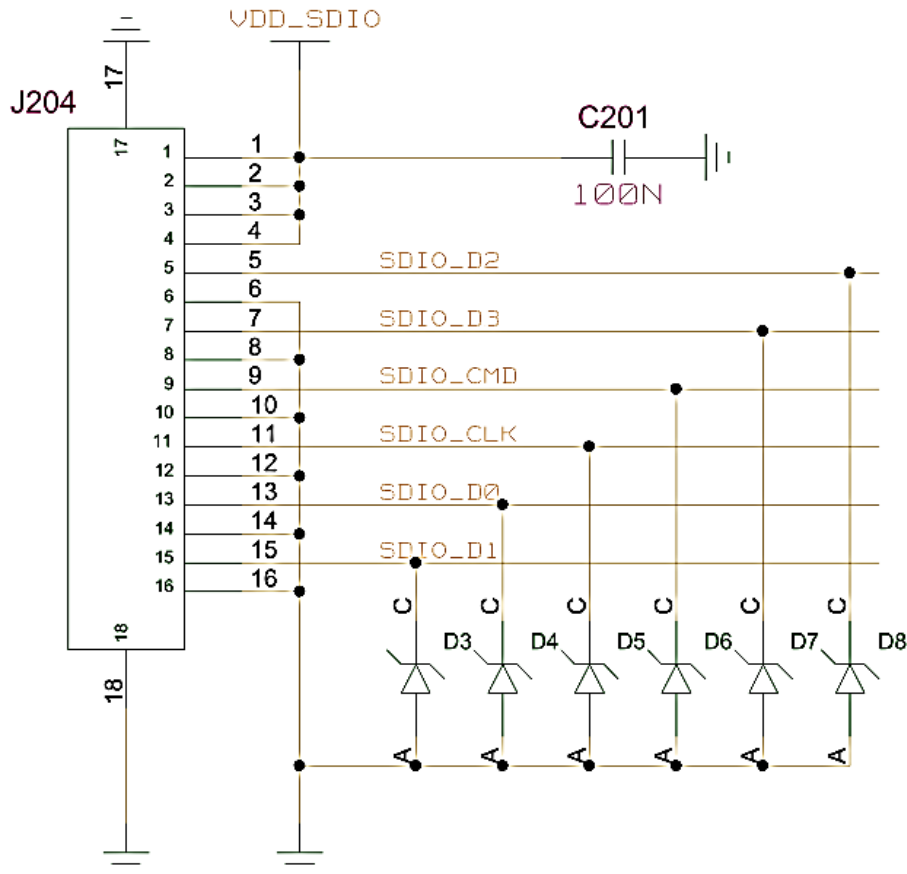 VDD_SDIO
17
J204
C201
17
1 1
100N
2 2
3 3
4 4
5 5 SDIO_D2
6 6
7 7 SDIO_D3
8 8
9 9 SDIO_CMD
10 10
11 11 SDIO_CLK
12 12
13 13 SDIO_D0
14 14
15 15 SDIO_D1
16 16
C C C C C C
18
D3 D4 D5 D6 D7 D8
18
A A A A A A